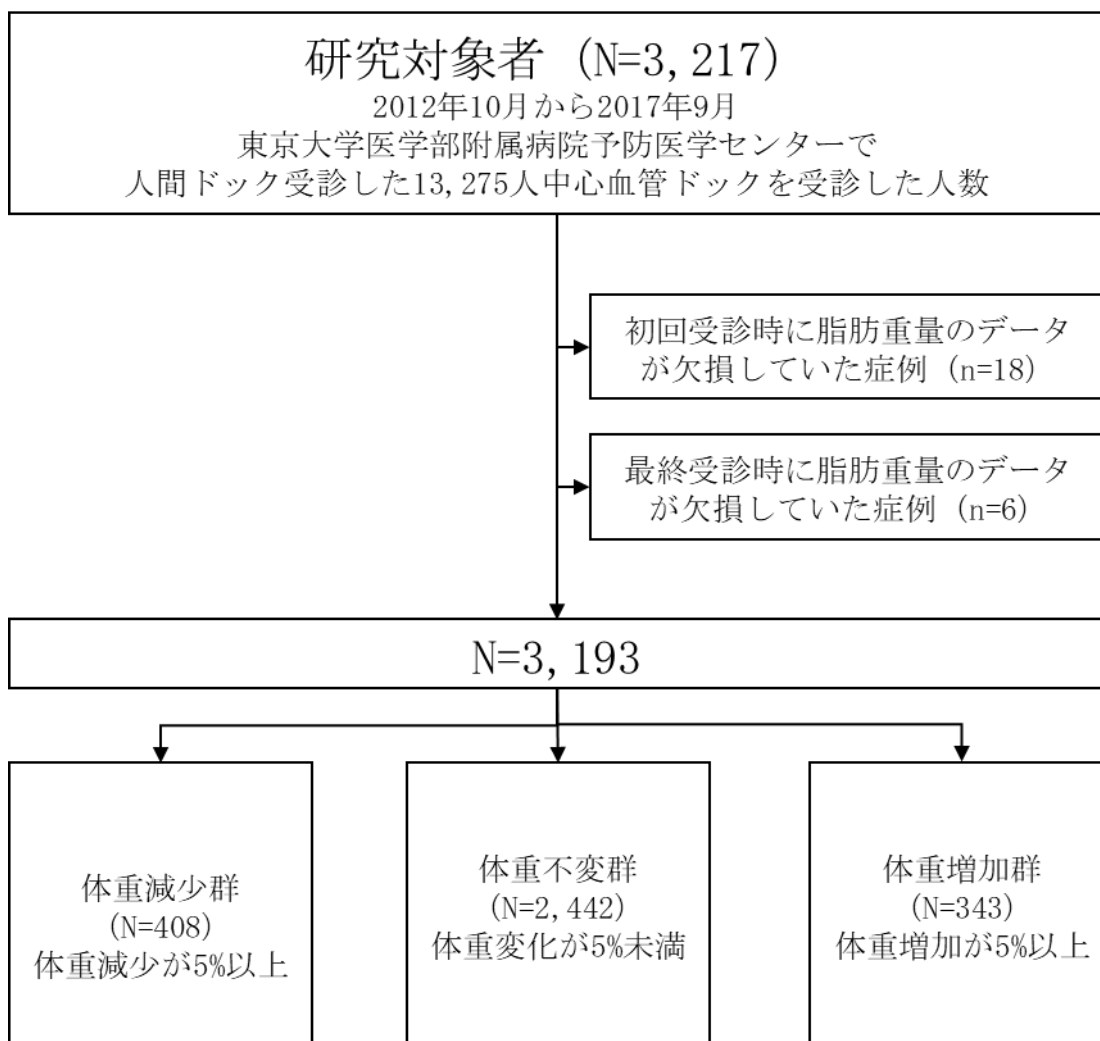 研究対象者 (N=3,217)
2012年10月から2017年9月
東京大学医学部附属病院予防医学センターで
人間ドック受診した13,275人中心血管ドックを受診した人数
初回受診時に脂肪重量のデータ
が欠損していた症例 (n=18)
最終受診時に脂肪重量のデータ
が欠損していた症例 (n=6)
N=3,193
体重減少群
(N=408)
体重減少が5%以上
体重不変群
(N=2,442)
体重変化が5%未満
体重増加群
(N=343)
体重増加が5%以上